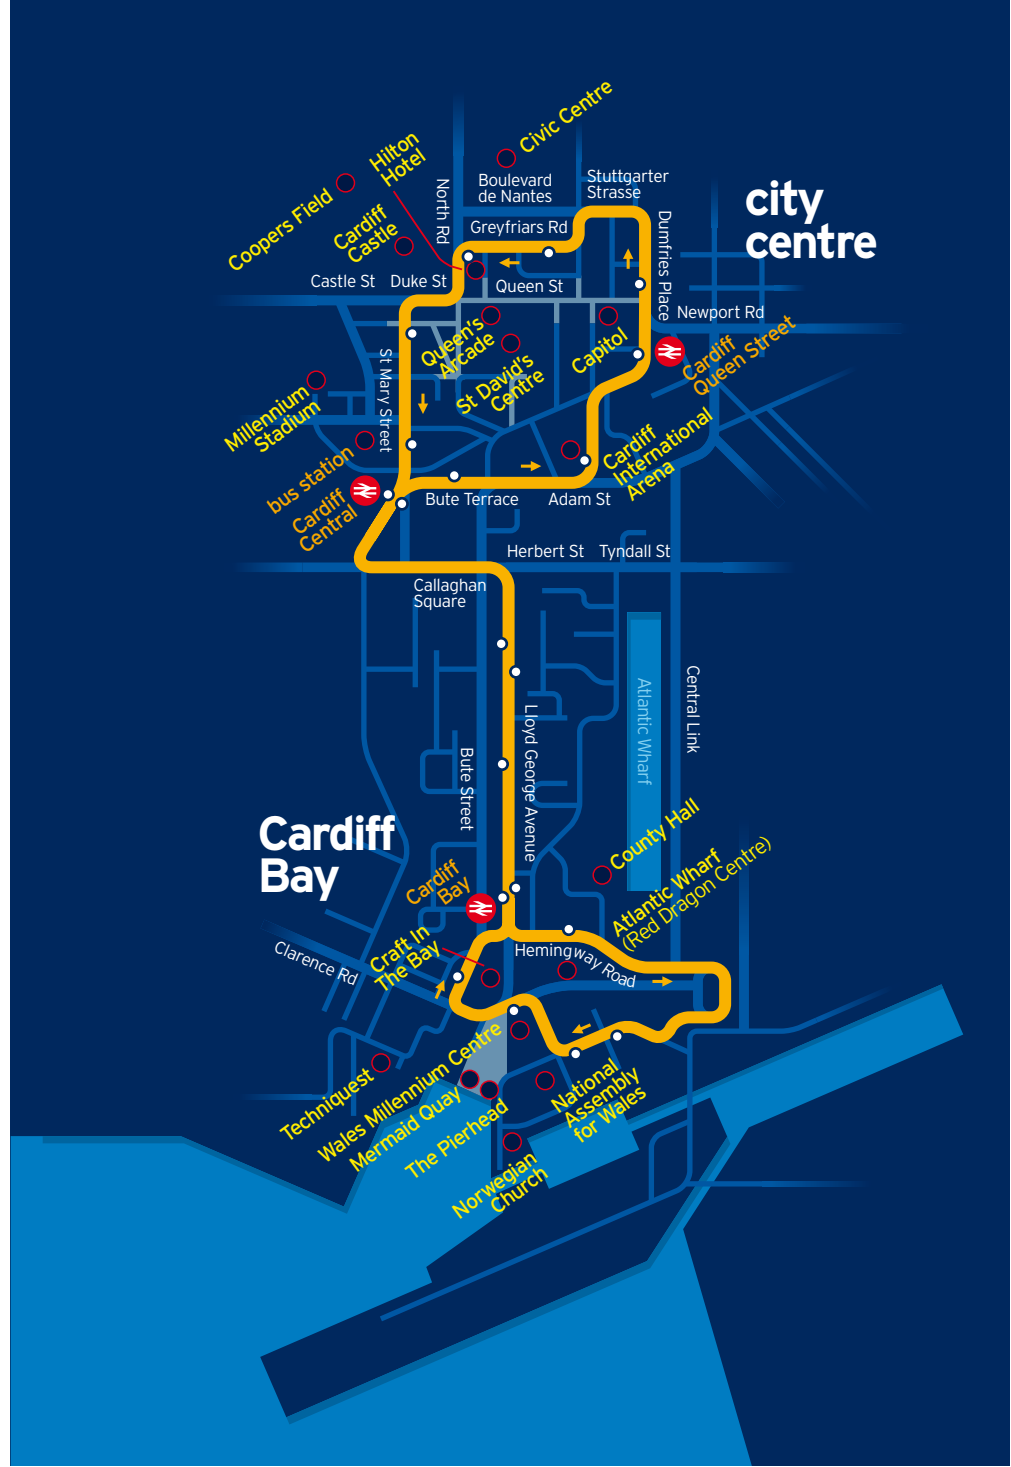 Civic Centre
Hilton
Hotel
Coopers Field
Cardiff
Castle
North Rd
Boulevard
de Nantes
Stuttgarter
Strasse
city
centre
Greyfriars Rd
Dumfries Place
Castle St
Duke St
Queen St
Newport Rd
Queen's
Arcade
St David's
Centre
Capitol
Cardiff
Queen Street
St Mary Street
Millennium
Stadium
bus station
Cardiff
Central
Cardiff
International
Arena
Bute Terrace
Adam St
Herbert St
Tyndall St
Callaghan
Square
Atlantic Wharf
Central Link
Lloyd George Avenue
Bute Street
Cardiff
Bay
County Hall
Cardiff
Bay
Atlantic Wharf
(Red Dragon Centre)
Craft In
The Bay
Hemingway Road
Clarence Rd
Techniquest
Wales Millennium Centre
Mermaid Quay
The Pierhead
National
Assembly
for Wales
Norwegian
Church